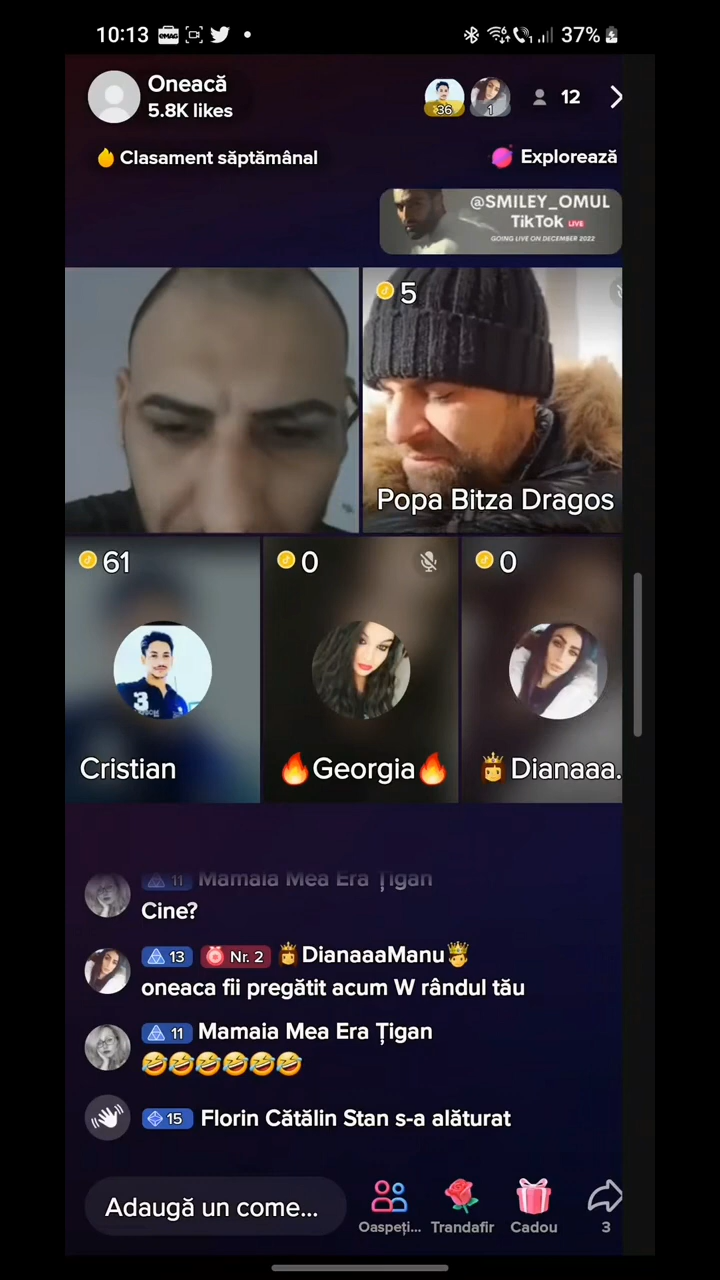 10:13
eMAG
37%
Oneacă
5.8K likes
36
1
12
Clasament săptămânal
Explorează
@SMILEY_OMUL
TikTok LIVE
GOING LIVE ON DECEMBER 2022
5
Popa Bitza Dragos
61
0
0
3
Cristian
🔥Georgia🔥
👸Dianaaa.
11 Mamaia Mea Era Țigan
Cine?
13 Nr. 2 👸DianaaaManu🤴
oneaca fii pregătit acum W rândul tău
11 Mamaia Mea Era Țigan
🤣🤣🤣🤣🤣🤣
15 Florin Cătălin Stan s-a alăturat
Adaugă un come...
Oaspeți...
Trandafir
Cadou
3